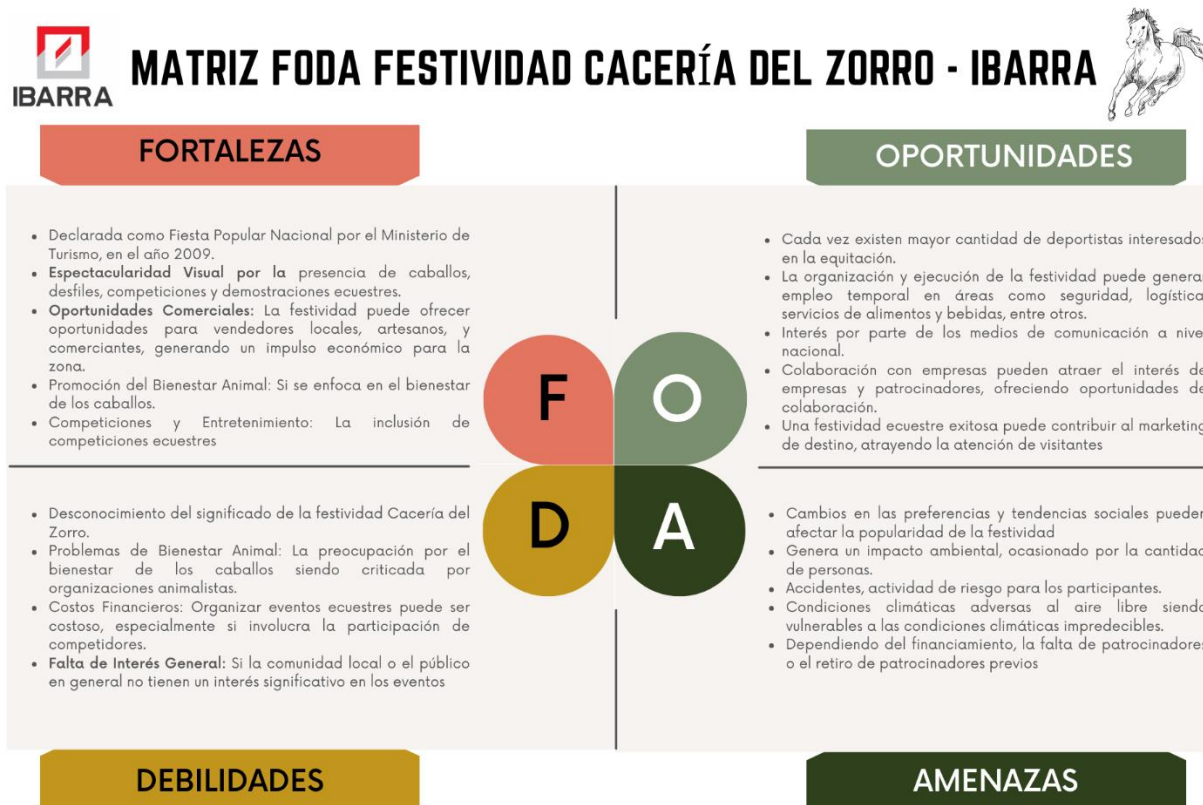 IBARRA
MATRIZ FODA FESTIVIDAD CACERÍA DEL ZORRO - IBARRA
FORTALEZAS
• Declarada como Fiesta Popular Nacional por el Ministerio de
Turismo, en el año 2009.
• Espectacularidad Visual por la presencia de caballos,
desfiles, competiciones y demostraciones ecuestres.
• Oportunidades Comerciales: La festividad puede ofrecer
oportunidades para vendedores locales, artesanos, y
comerciantes, generando un impulso económico para la
zona.
• Promoción del Bienestar Animal: Si se enfoca en el bienestar
de los caballos.
• Competiciones y Entretenimiento: La inclusión de
competiciones ecuestres
OPORTUNIDADES
• Cada vez existen mayor cantidad de deportistas interesados
en la equitación.
• La organización y ejecución de la festividad puede genera
empleo temporal en áreas como seguridad, logística
servicios de alimentos y bebidas, entre otros.
• Interés por parte de los medios de comunicación a nive
nacional.
• Colaboración con empresas pueden atraer el interés de
empresas y patrocinadores, ofreciendo oportunidades de
colaboración.
• Una festividad ecuestre exitosa puede contribuir al marketing
de destino, atrayendo la atención de visitantes
F
O
D
A
• Desconocimiento del significado de la festividad Cacería del
Zorro.
• Problemas de Bienestar Animal: La preocupación por el
bienestar de los caballos siendo criticada por
organizaciones animalistas.
• Costos Financieros: Organizar eventos ecuestres puede ser
costoso, especialmente si involucra la participación de
competidores.
• Falta de Interés General: Si la comunidad local o el público
en general no tienen un interés significativo en los eventos
DEBILIDADES
• Cambios en las preferencias y tendencias sociales pueden
afectar la popularidad de la festividad
• Genera un impacto ambiental, ocasionado por la cantidad
de personas.
• Accidentes, actividad de riesgo para los participantes.
• Condiciones climáticas adversas al aire libre siendo
vulnerables a las condiciones climáticas impredecibles.
• Dependiendo del financiamiento, la falta de patrocinadores
o el retiro de patrocinadores previos
AMENAZAS